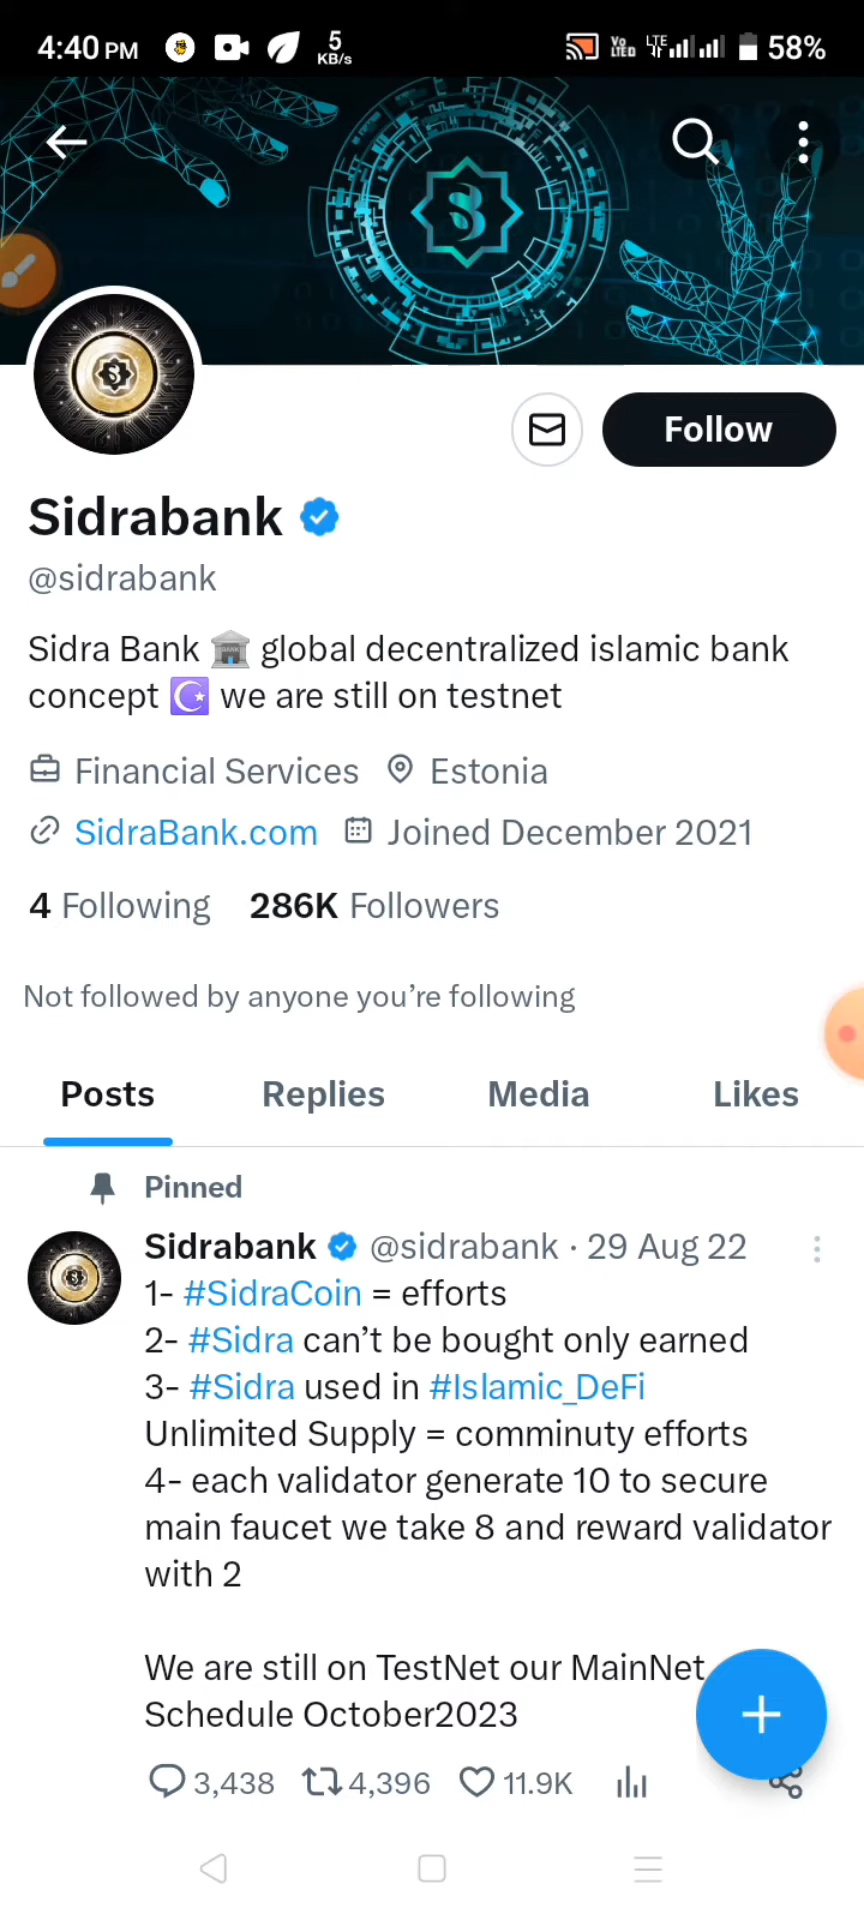 4:40 PM 5 KB/s Vo LTED LTE 58%
Follow
Sidrabank
@sidrabank
Sidra Bank 🏦 global decentralized islamic bank
concept ☪️ we are still on testnet
Financial Services Estonia
SidraBank.com Joined December 2021
4 Following 286K Followers
Not followed by anyone you’re following
Posts Replies Media Likes
Pinned
Sidrabank @sidrabank · 29 Aug 22
1- #SidraCoin = efforts
2- #Sidra can’t be bought only earned
3- #Sidra used in #Islamic_DeFi
Unlimited Supply = comminuty efforts
4- each validator generate 10 to secure
main faucet we take 8 and reward validator
with 2
We are still on TestNet our MainNet
Schedule October2023
3,438 4,396 11.9K